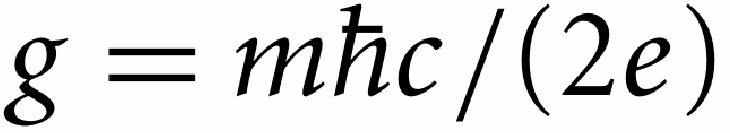 g = mħc/(2e)